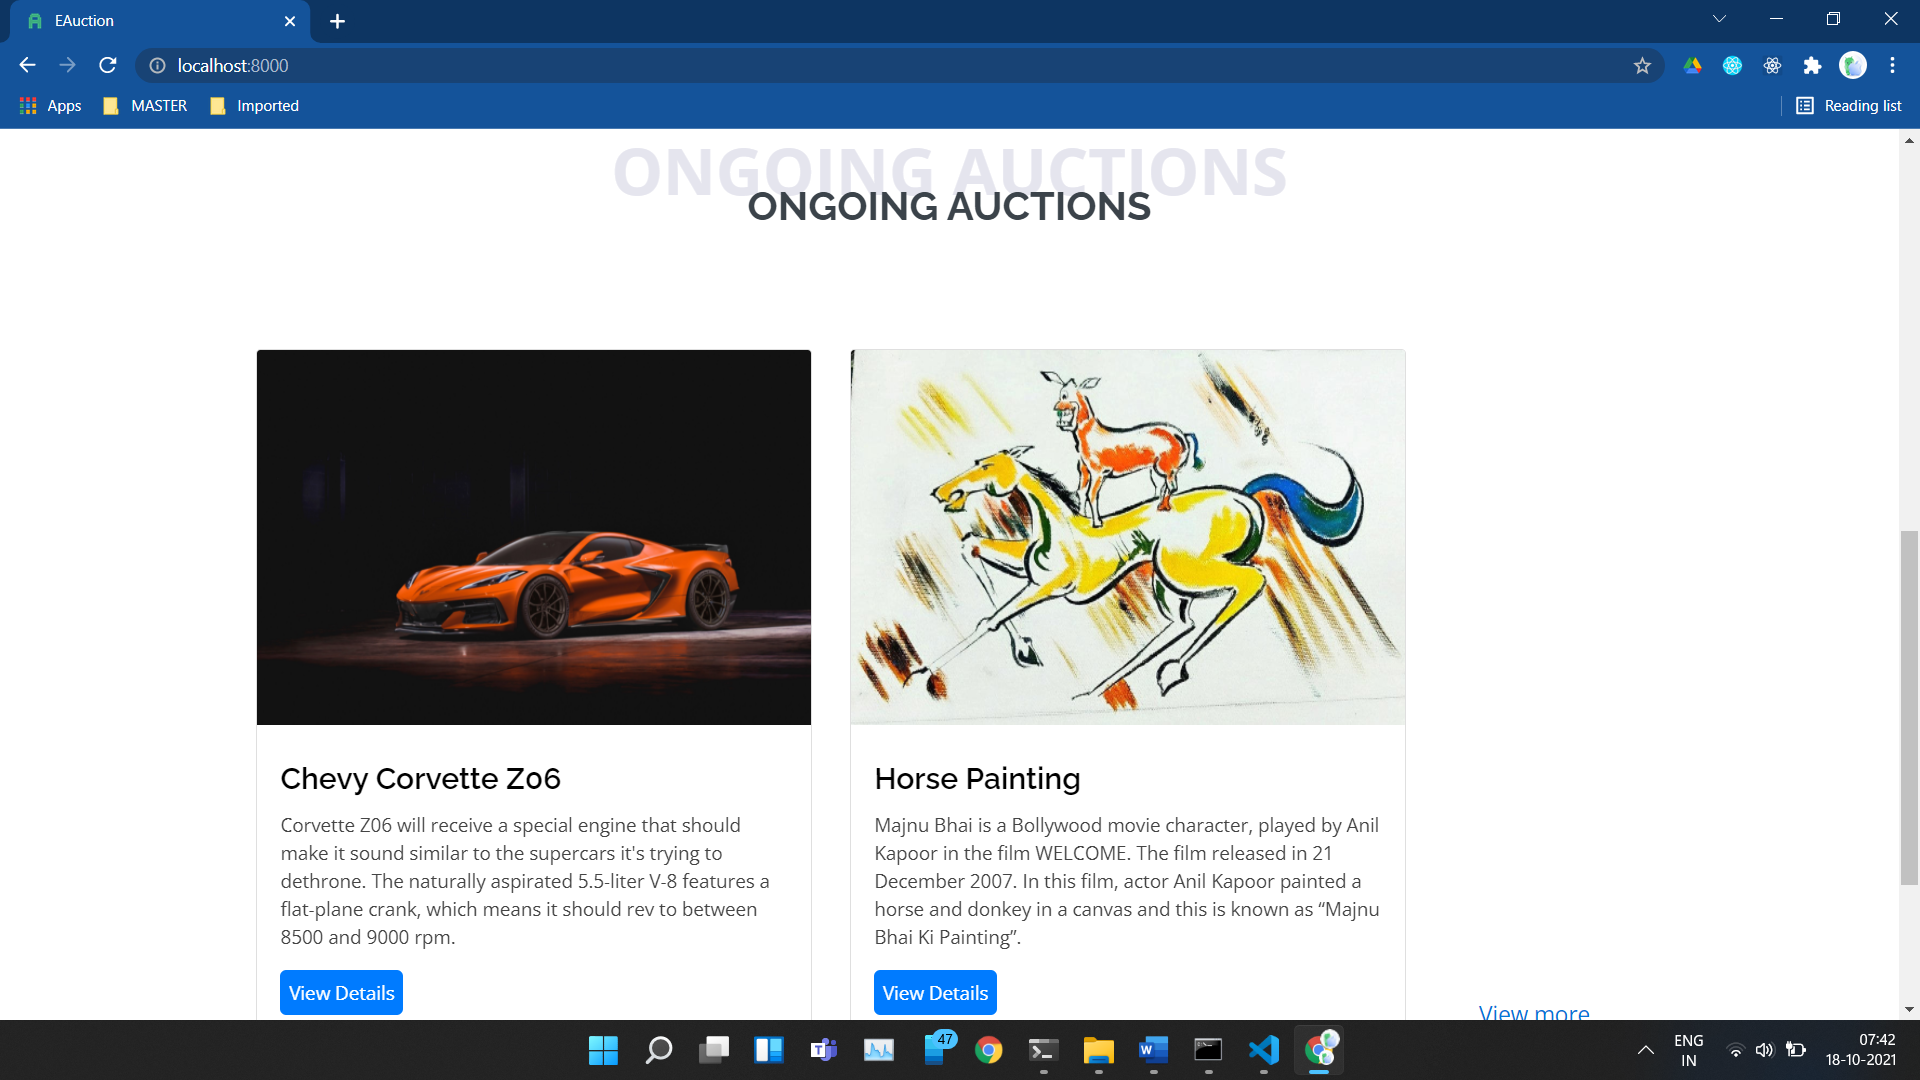 EAuction
localhost:8000
Apps
MASTER
Imported
Reading list
ONGOING AUCTIONS
ONGOING AUCTIONS
Chevy Corvette Z06
Corvette Z06 will receive a special engine that should
make it sound similar to the supercars it's trying to
dethrone. The naturally aspirated 5.5-liter V-8 features a
flat-plane crank, which means it should rev to between
8500 and 9000 rpm.
View Details
Horse Painting
Majnu Bhai is a Bollywood movie character, played by Anil
Kapoor in the film WELCOME. The film released in 21
December 2007. In this film, actor Anil Kapoor painted a
horse and donkey in a canvas and this is known as “Majnu
Bhai Ki Painting”.
View Details
View more
47
ENG
IN
07:42
18-10-2021